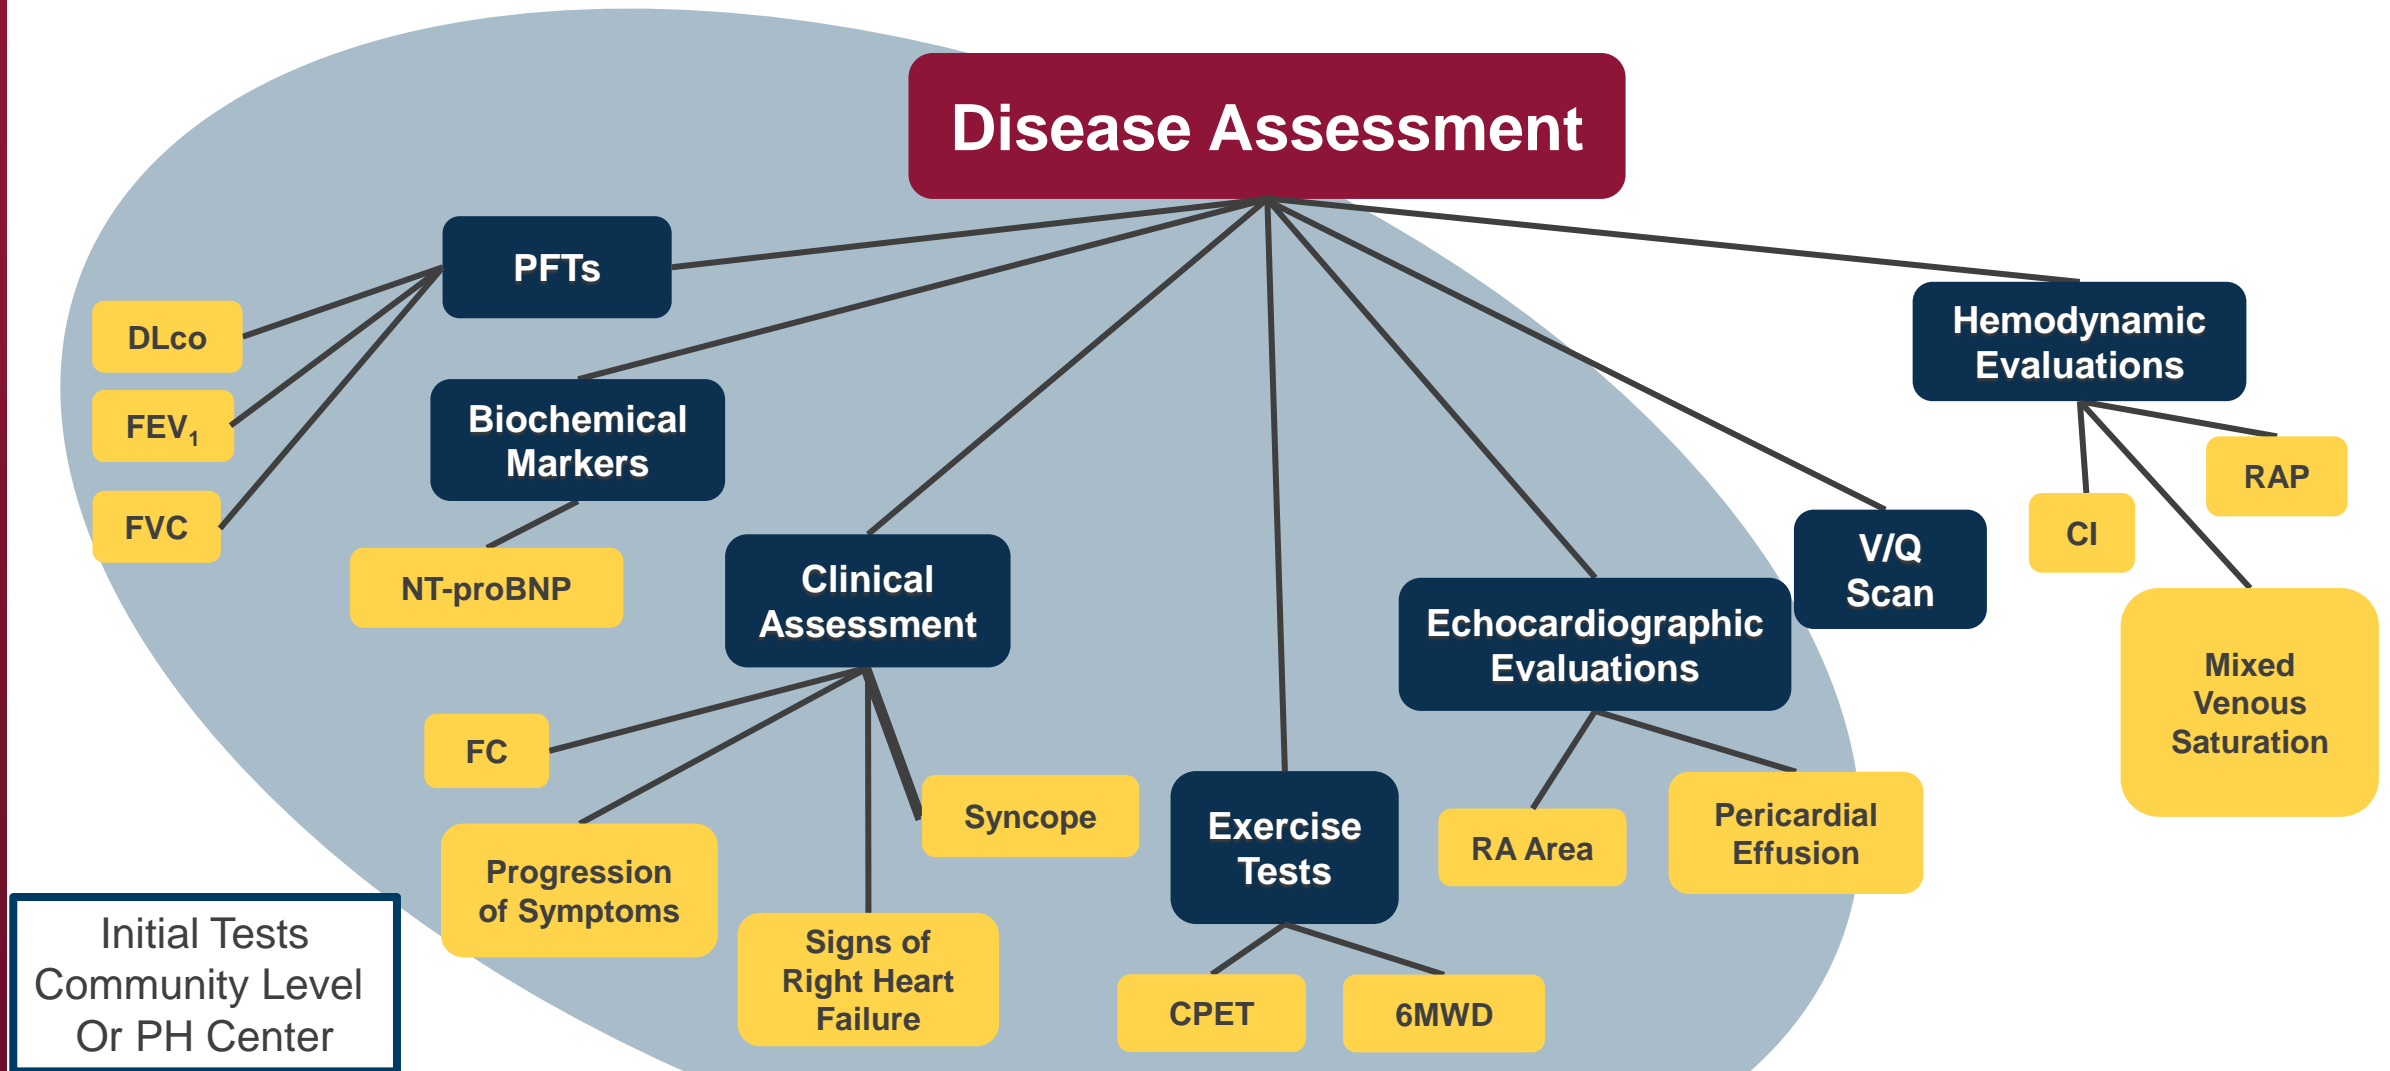 Disease Assessment
PFTs
DLco
FEV₁
FVC
Biochemical
Markers
NT-proBNP
Clinical
Assessment
FC
Progression
of Symptoms
Signs of
Right Heart
Failure
Syncope
Exercise
Tests
CPET
6MWD
Echocardiographic
Evaluations
RA Area
Pericardial
Effusion
V/Q
Scan
Hemodynamic
Evaluations
CI
RAP
Mixed
Venous
Saturation
Initial Tests
Community Level
Or PH Center